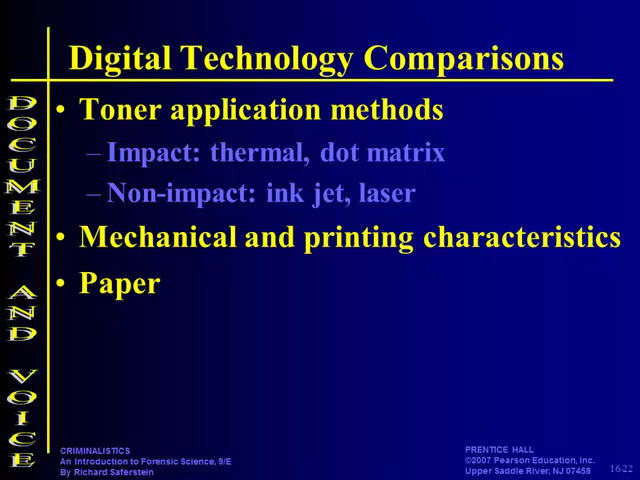 Digital Technology Comparisons
• Toner application methods
– Impact: thermal, dot matrix
– Non-impact: ink jet, laser
• Mechanical and printing characteristics
• Paper
DOCUMENT AND VOICE
CRIMINALISTICS
An Introduction to Forensic Science, 9/E
By Richard Saferstein
PRENTICE HALL
©2007 Pearson Education, Inc.
Upper Saddle River, NJ 07458
16-22